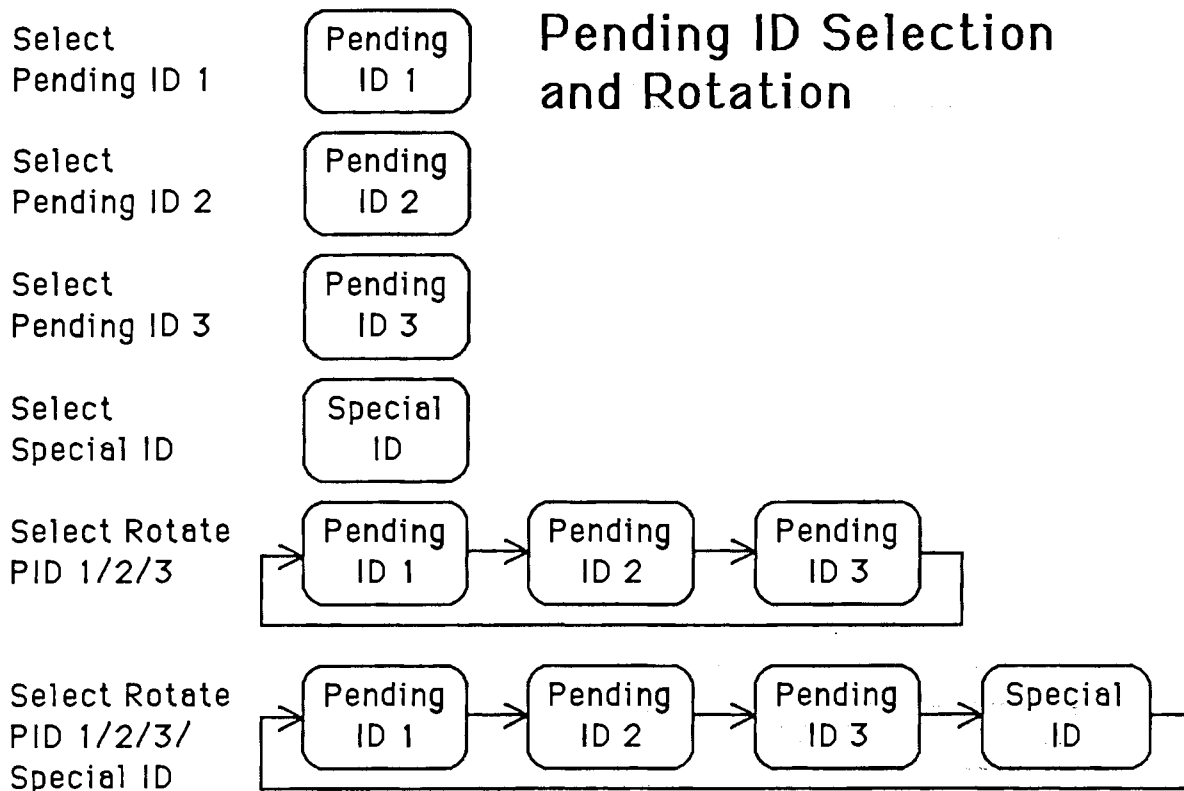 Pending ID Selection
and Rotation
Select
Pending ID 1
Pending
ID 1
Select
Pending ID 2
Pending
ID 2
Select
Pending ID 3
Pending
ID 3
Select
Special ID
Special
ID
Select Rotate
PID 1/2/3
Pending
ID 1
Pending
ID 2
Pending
ID 3
Select Rotate
PID 1/2/3/
Special ID
Pending
ID 1
Pending
ID 2
Pending
ID 3
Special
ID